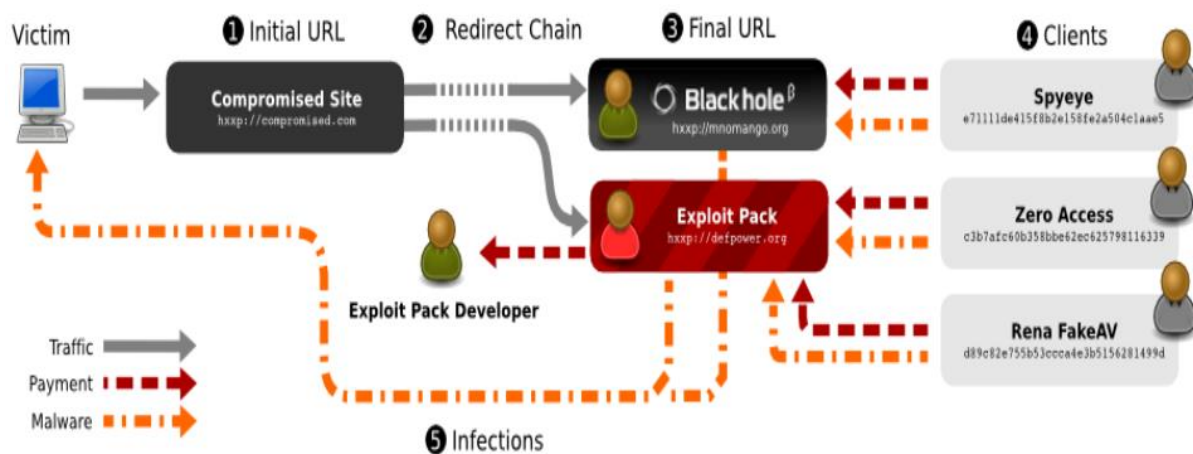 Victim
❶ Initial URL
❷ Redirect Chain
❸ Final URL
❹ Clients
Compromised Site
hxxp://compromised.com
Blackhole β
hxxp://mnomango.org
Spyeye
e71111de415f8b2e158fe2a504c1aae5
Exploit Pack
hxxp://defpower.org
Zero Access
c3b7afc60b358bbe62ec625798116339
Exploit Pack Developer
Rena FakeAV
d89c82e755b53ccca4e3b5156281499d
Traffic
Payment
Malware
❺ Infections